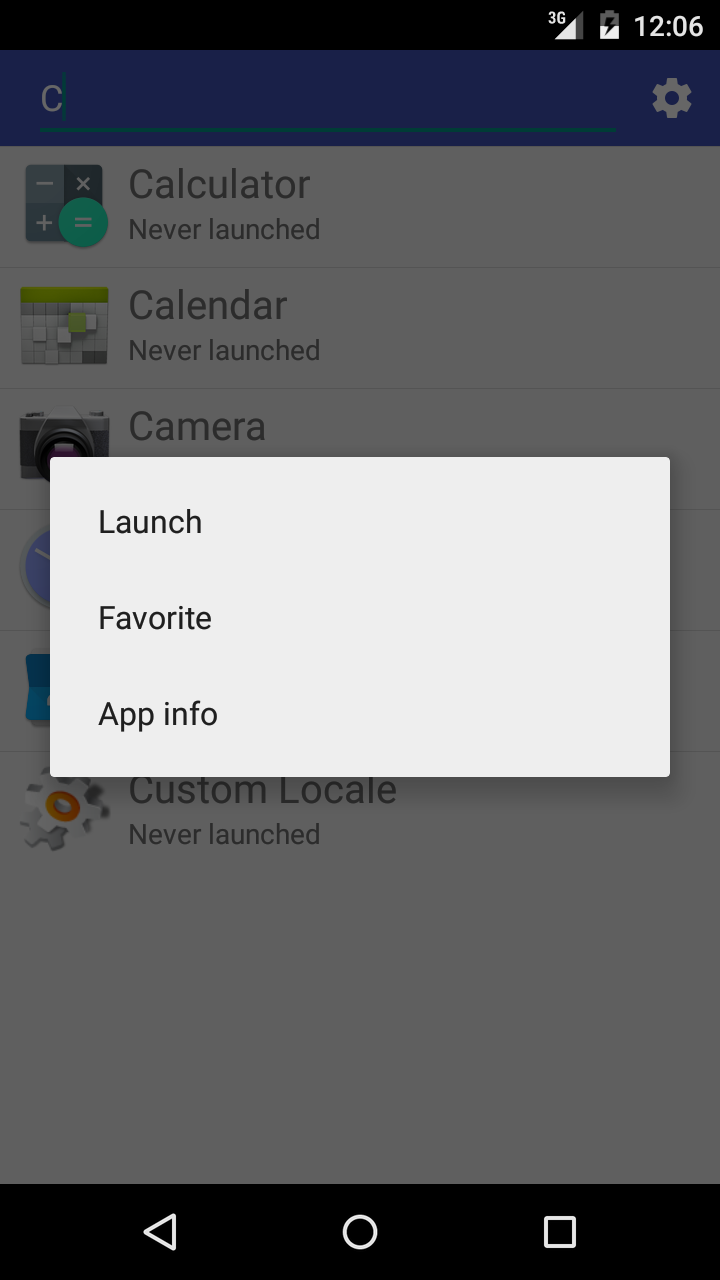 3G 12:06
C
Calculator
Never launched
Calendar
Never launched
Camera
Launch
Favorite
App info
Custom Locale
Never launched